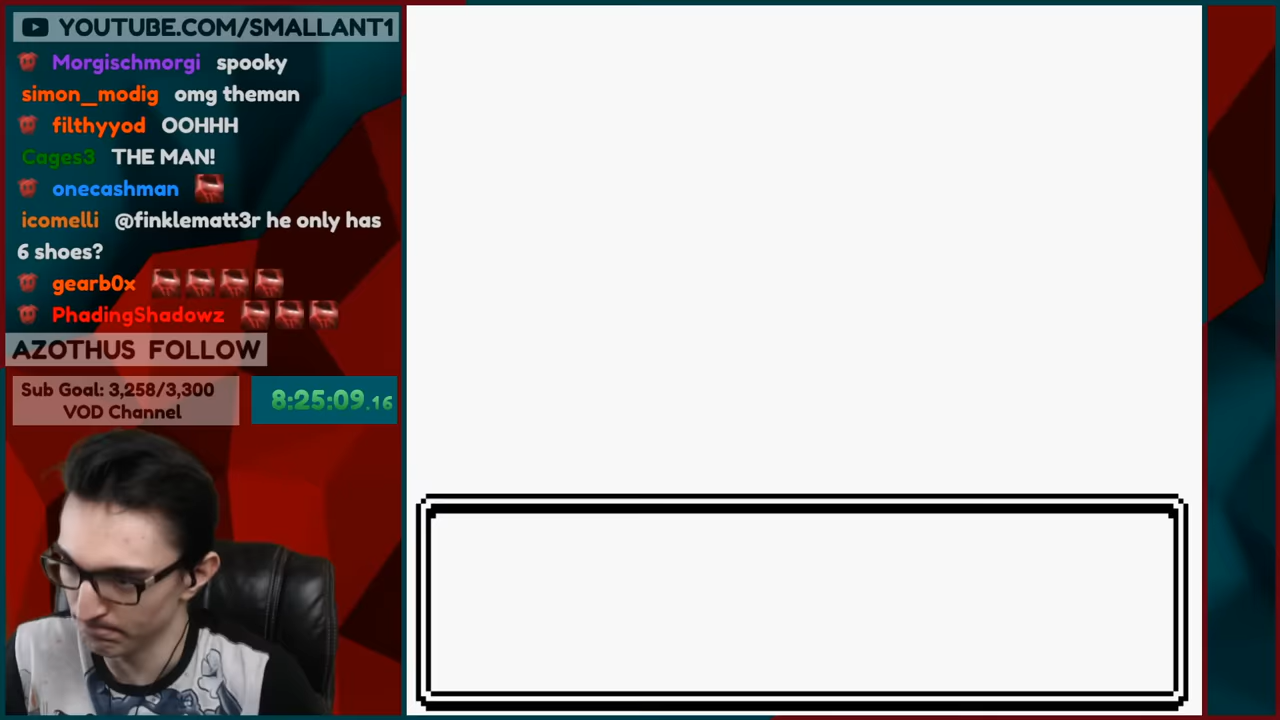 YOUTUBE.COM/SMALLANT1
Morgischmorgi spooky
simon_modig omg theman
filthyyod OOHHH
Cages3 THE MAN!
onecashman
icomelli @finklematt3r he only has
6 shoes?
gearb0x
PhadingShadowz
AZOTHUS FOLLOW
Sub Goal: 3,258/3,300
VOD Channel
8:25:09.16